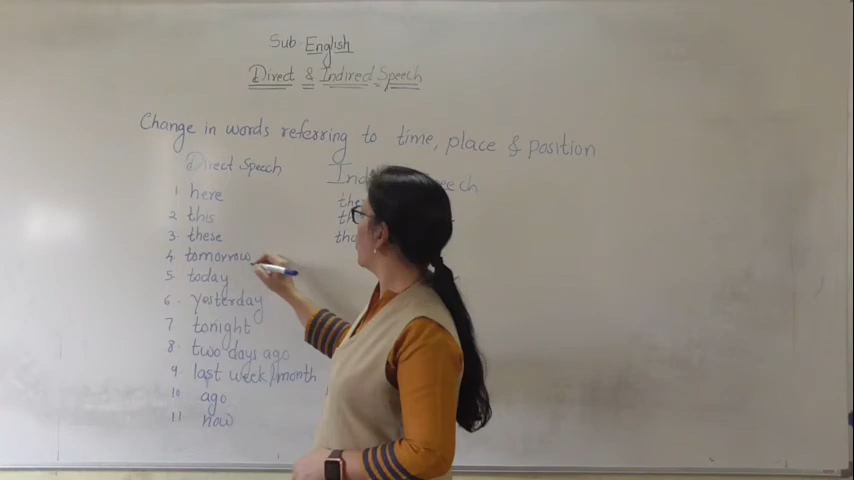 Sub English
Direct & Indired Speech
Change in words referring to time, place & position
Direct Speech
1 here
2 this
3. these
4. tomorrow
5. today
6. yesterday
7 tonight
8. two days ago
9. last week/month
10 ago
11 now